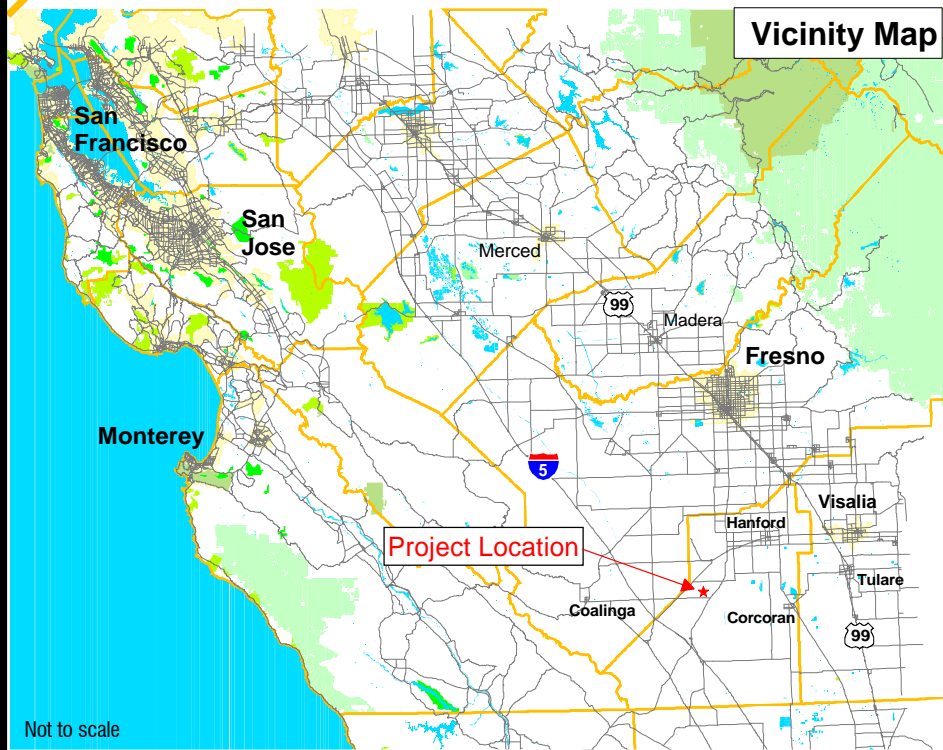 Vicinity Map
San
Francisco
San
Jose
Merced
99
Madera
Fresno
Monterey
5
Visalia
Hanford
Project Location
Tulare
Coalinga
Corcoran
99
Not to scale